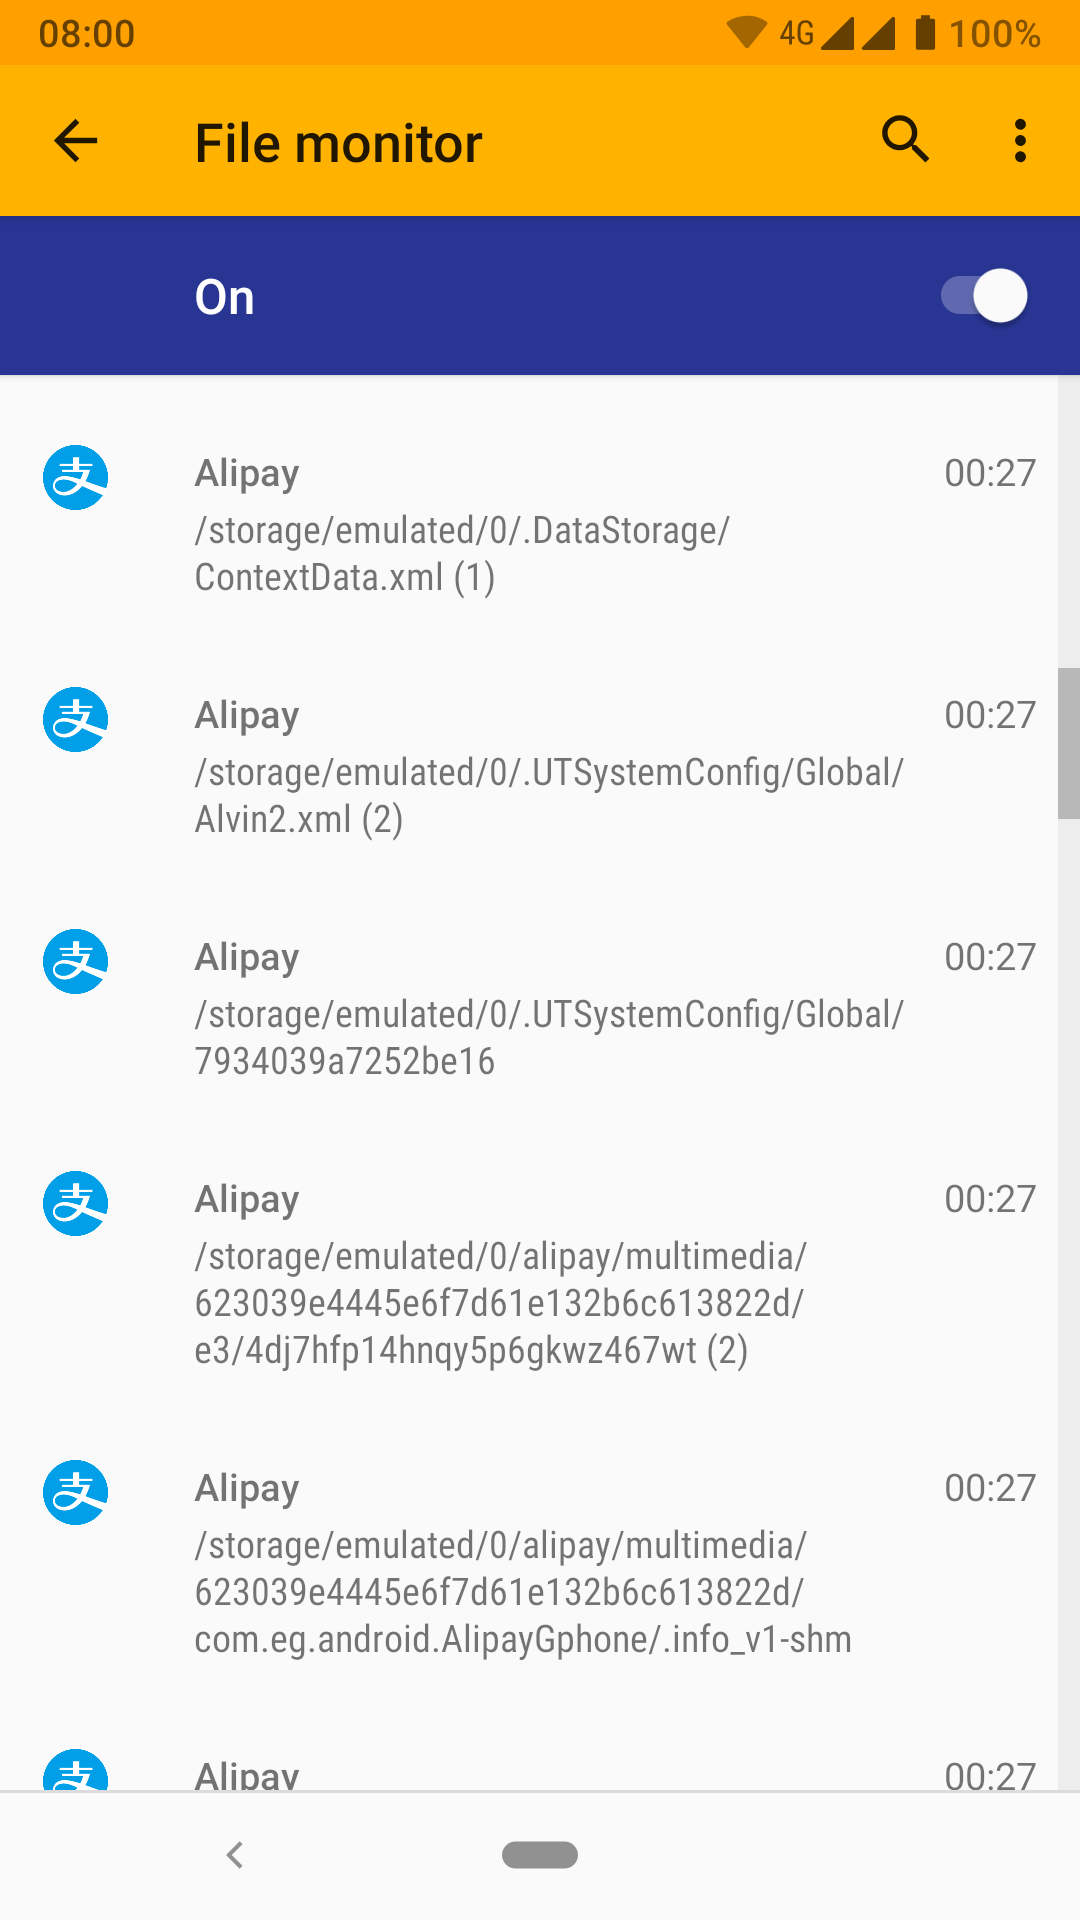 08:00
4G
100%
File monitor
On
支
Alipay
00:27
/storage/emulated/0/.DataStorage/
ContextData.xml (1)
支
Alipay
00:27
/storage/emulated/0/.UTSystemConfig/Global/
Alvin2.xml (2)
支
Alipay
00:27
/storage/emulated/0/.UTSystemConfig/Global/
7934039a7252be16
支
Alipay
00:27
/storage/emulated/0/alipay/multimedia/
623039e4445e6f7d61e132b6c613822d/
e3/4dj7hfp14hnqy5p6gkwz467wt (2)
支
Alipay
00:27
/storage/emulated/0/alipay/multimedia/
623039e4445e6f7d61e132b6c613822d/
com.eg.android.AlipayGphone/.info_v1-shm
支
Alipay
00:27